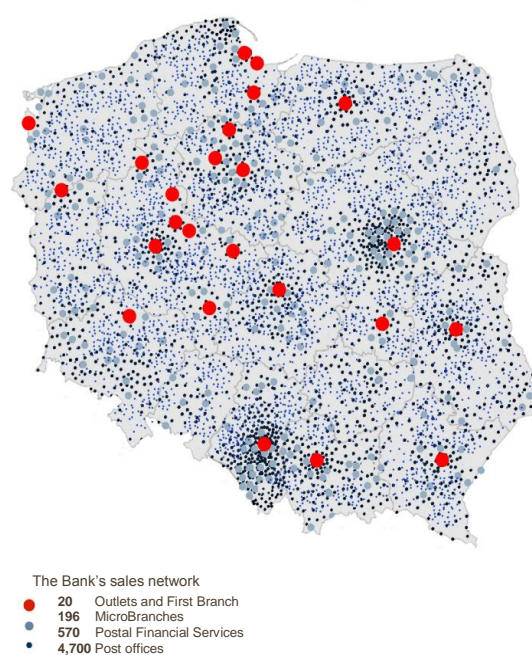 The Bank's sales network
20 Outlets and First Branch
196 MicroBranches
570 Postal Financial Services
4,700 Post offices